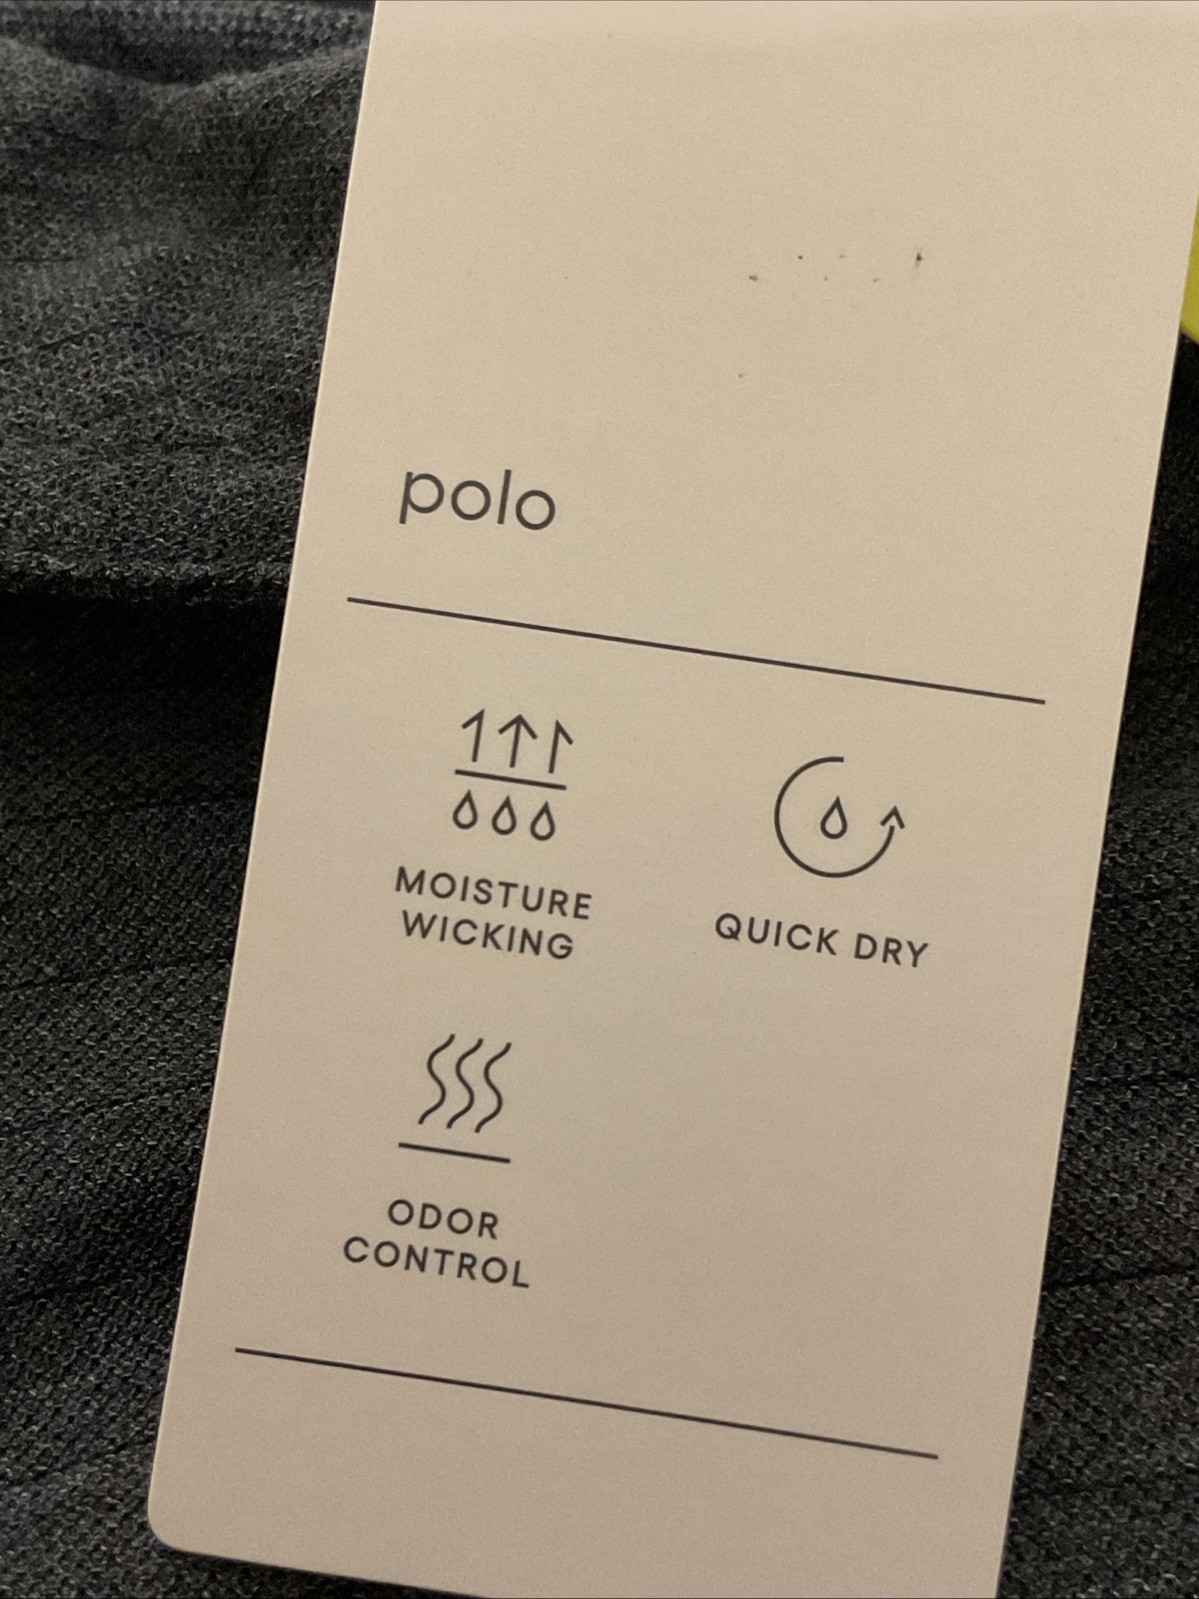 polo
MOISTURE
WICKING
QUICK DRY
ODOR
CONTROL